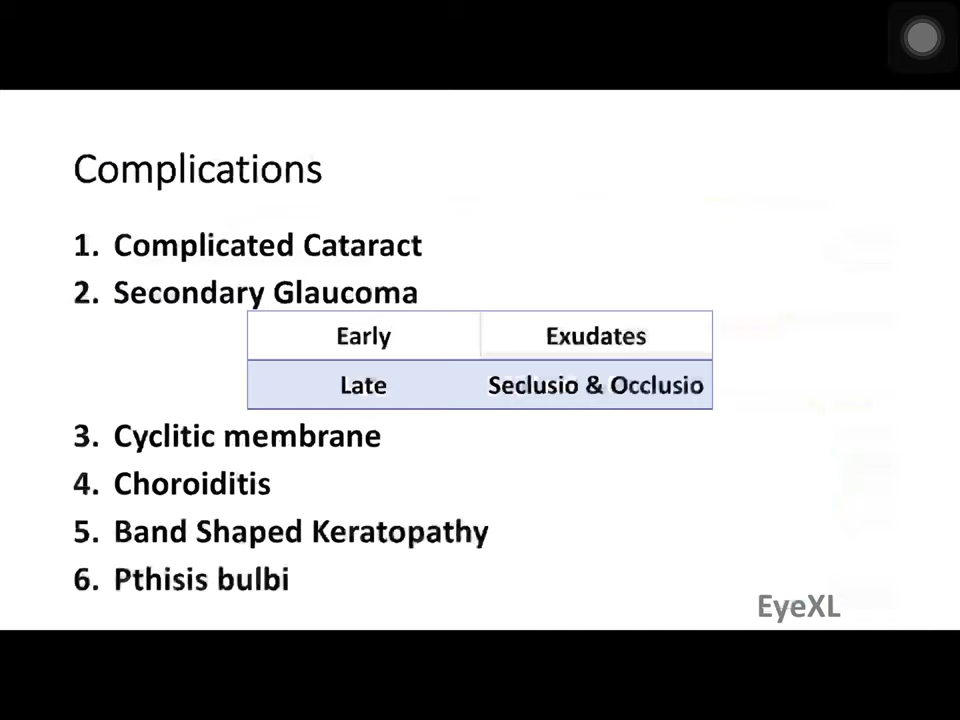 Complications
1. Complicated Cataract
2. Secondary Glaucoma
Early Exudates
Late Seclusio & Occlusio
3. Cyclitic membrane
4. Choroiditis
5. Band Shaped Keratopathy
6. Pthisis bulbi
EyeXL